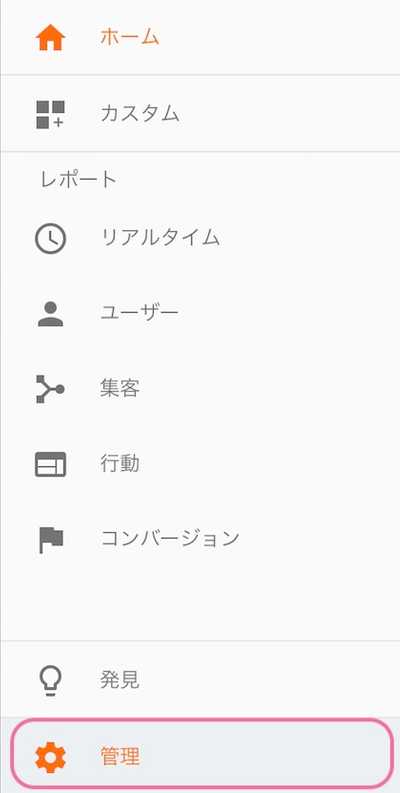 ホーム
カスタム
レポート
リアルタイム
ユーザー
集客
行動
コンバージョン
発見
管理